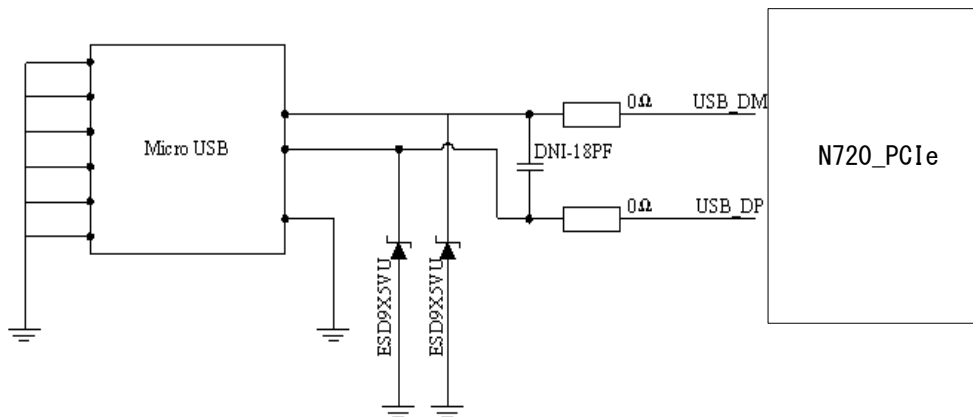 0Ω USB_DM
Micro USB
DNI-18PF
N720_PCIe
0Ω USB_DP
ESD9X5VU
ESD9X5VU